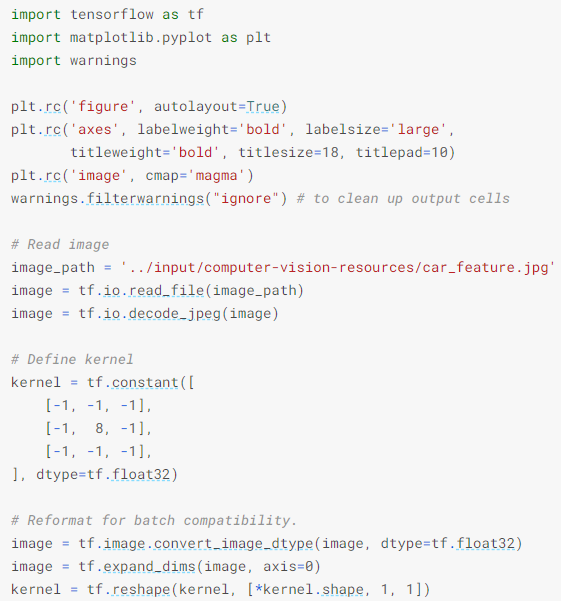 import tensorflow as tf
import matplotlib.pyplot as plt
import warnings

plt.rc('figure', autolayout=True)
plt.rc('axes', labelweight='bold', labelsize='large',
       titleweight='bold', titlesize=18, titlepad=10)
plt.rc('image', cmap='magma')
warnings.filterwarnings("ignore") # to clean up output cells

# Read image
image_path = '../input/computer-vision-resources/car_feature.jpg'
image = tf.io.read_file(image_path)
image = tf.io.decode_jpeg(image)

# Define kernel
kernel = tf.constant([
    [-1, -1, -1],
    [-1,  8, -1],
    [-1, -1, -1],
], dtype=tf.float32)

# Reformat for batch compatibility.
image = tf.image.convert_image_dtype(image, dtype=tf.float32)
image = tf.expand_dims(image, axis=0)
kernel = tf.reshape(kernel, [*kernel.shape, 1, 1])